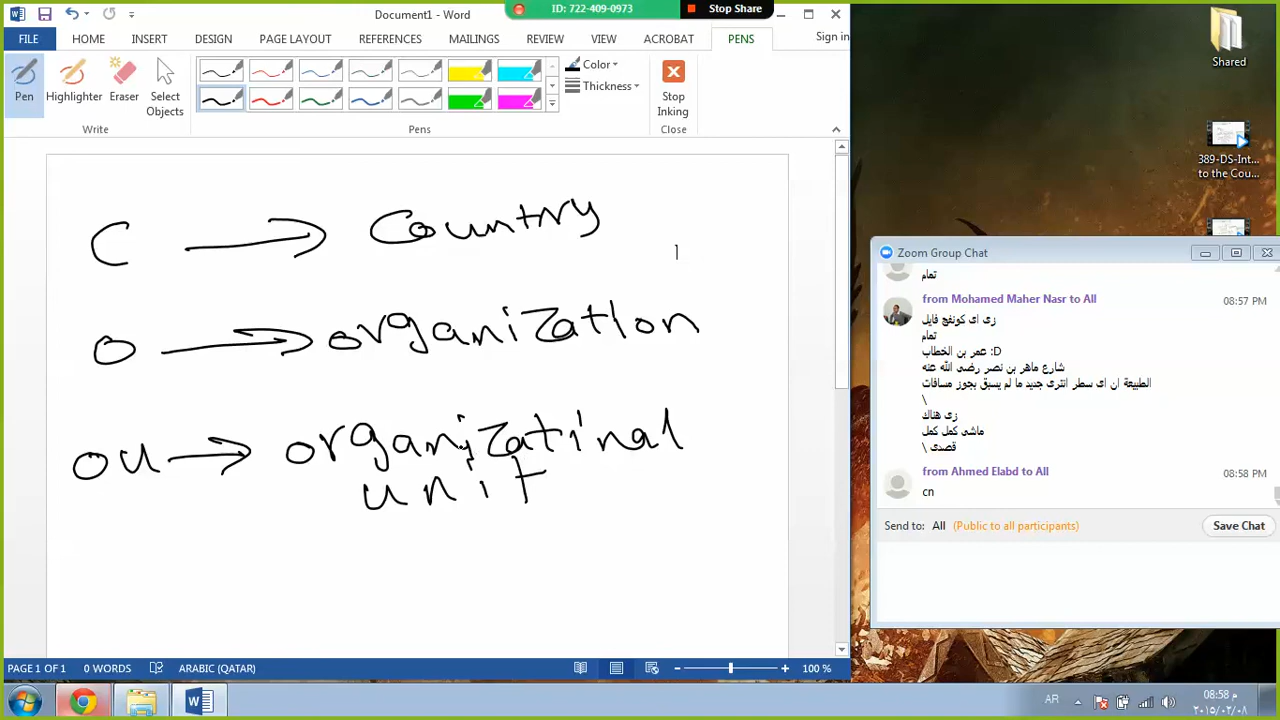 Document1 - Word
ID: 722-409-0973
Stop Share
FILE HOME INSERT DESIGN PAGE LAYOUT REFERENCES MAILINGS REVIEW VIEW ACROBAT PENS
Sign in
Pen
Highlighter
Eraser
Select Objects
Color
Thickness
Stop Inking
Write
Pens
Close
C → Country
O → organization
OU → organizatinal
unit
PAGE 1 OF 1 0 WORDS ARABIC (QATAR) 100 %
Shared
389-DS-Int...
to the Cou...
Zoom Group Chat
تمام
from Mohamed Maher Nasr to All 08:57 PM
زى اى كونفج فايل
تمام
عمر بن الخطاب :D
شارع ماهر بن نصر رضى الله عنه
الطبيعة ان اى سطر انترى جديد ما لم يسبق بجوز مسافات
\
زى هناك
ماشى كمل كمل
قصدى \
from Ahmed Elabd to All 08:58 PM
cn
Send to: All (Public to all participants) Save Chat
AR
08:58 م
٢٠١٥/٠٢/٠٨